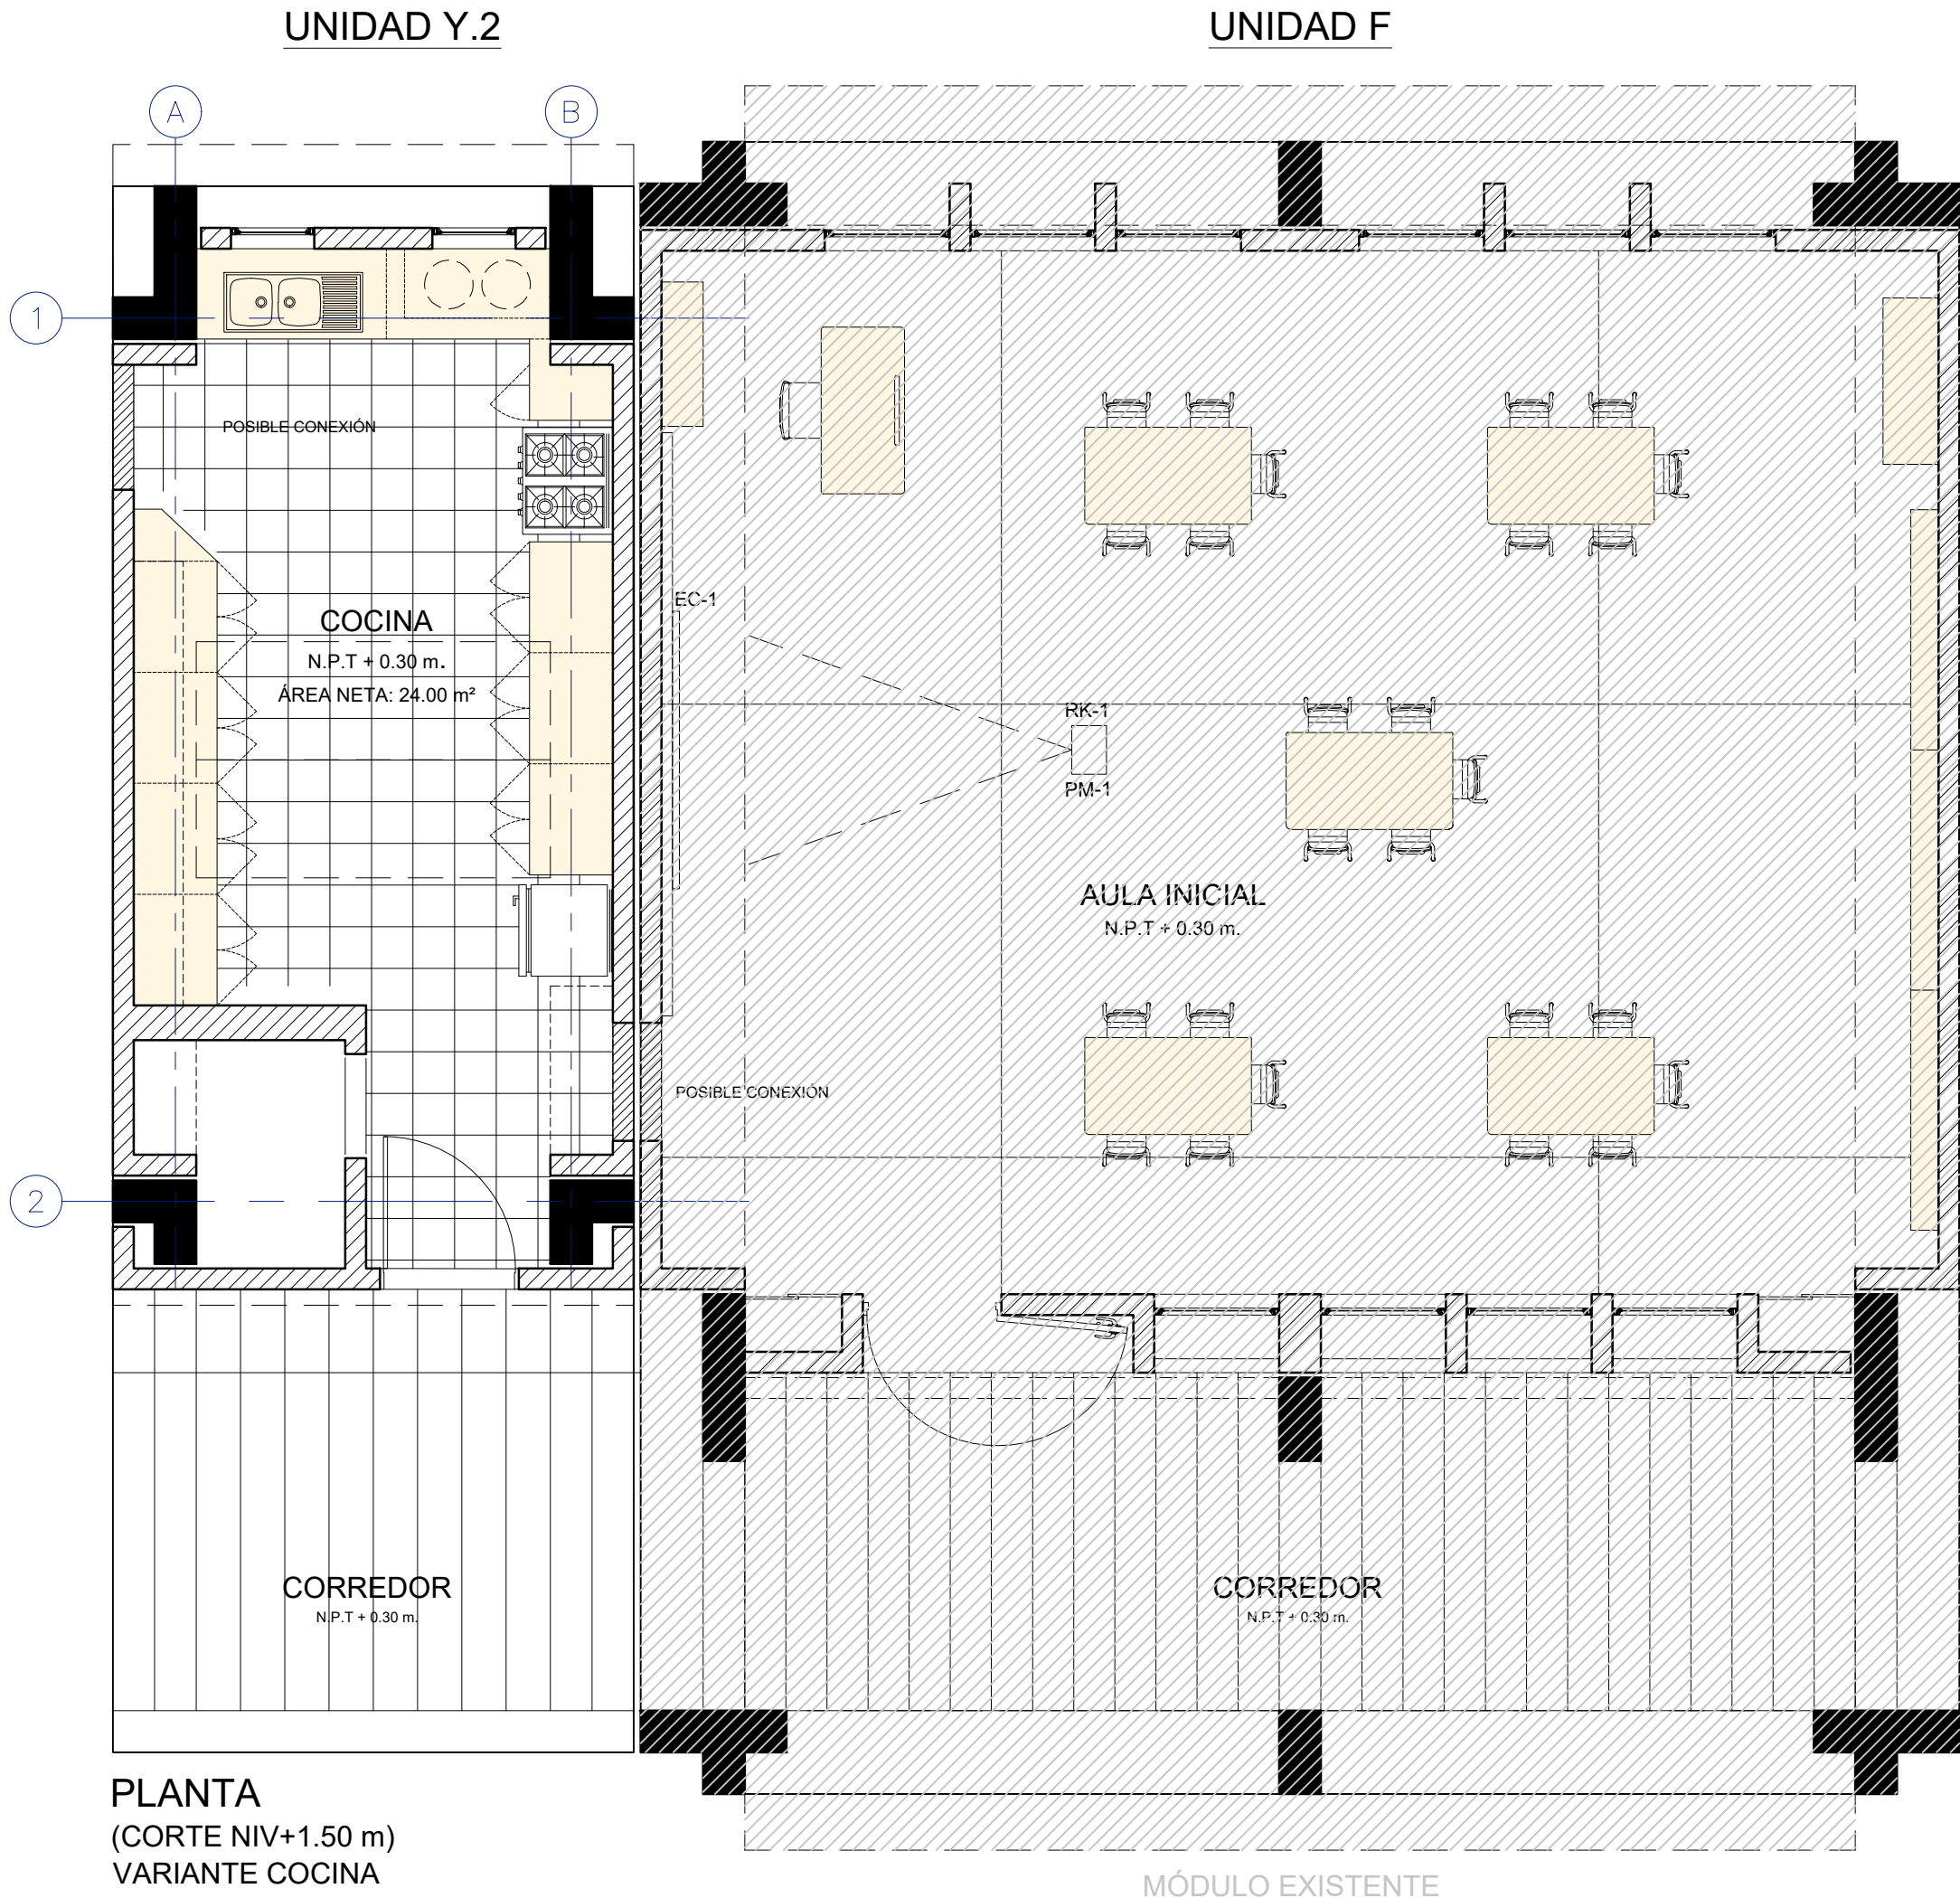 UNIDAD Y.2
UNIDAD F
A
B
1
POSIBLE CONEXIÓN
COCINA
N.P.T + 0.30 m.
ÁREA NETA: 24.00 m²
EC-1
RK-1
PM-1
AULA INICIAL
N.P.T + 0.30 m.
POSIBLE CONEXIÓN
2
CORREDOR
N.P.T + 0.30 m.
CORREDOR
N.P.T + 0.30 m.
PLANTA
(CORTE NIV+1.50 m)
VARIANTE COCINA
MÓDULO EXISTENTE